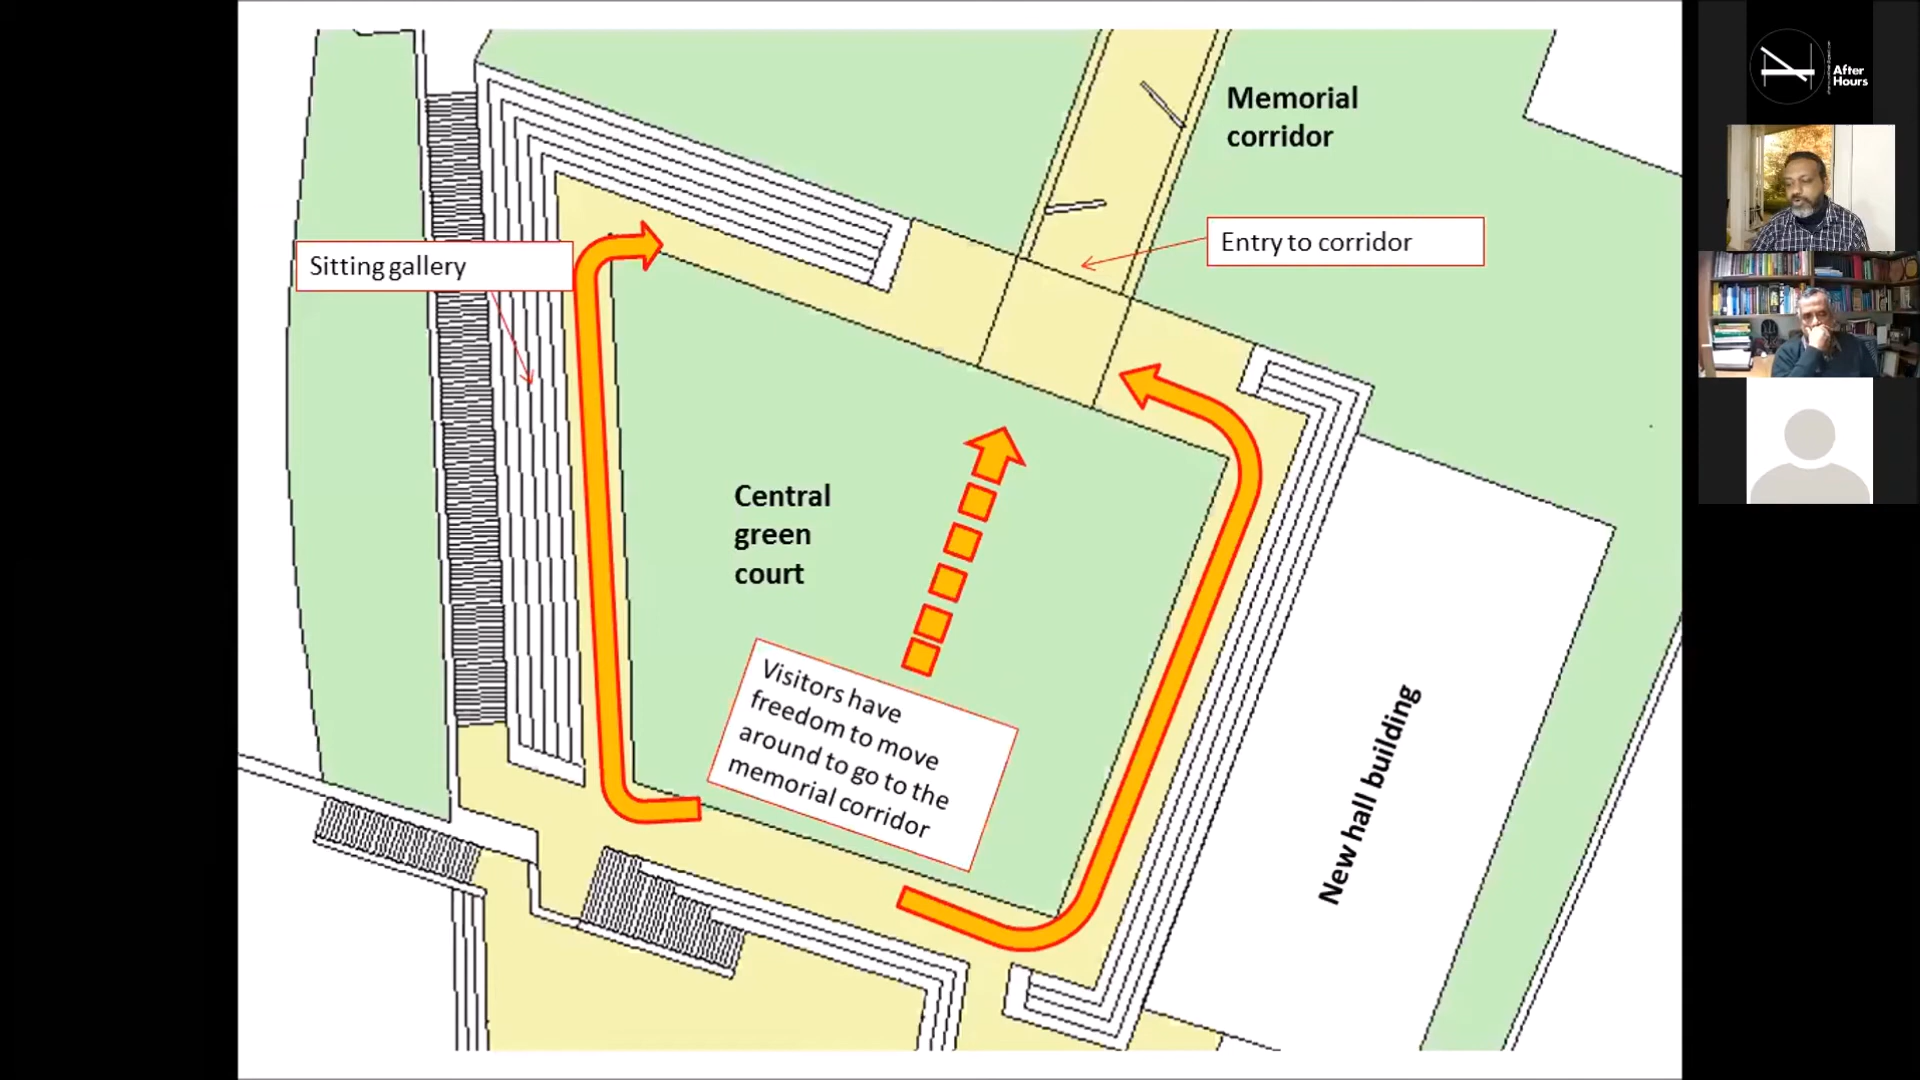 Memorial
corridor
Sitting gallery
Entry to corridor
Central
green
court
Visitors have
freedom to move
around to go to the
memorial corridor
New hall building
After
Hours